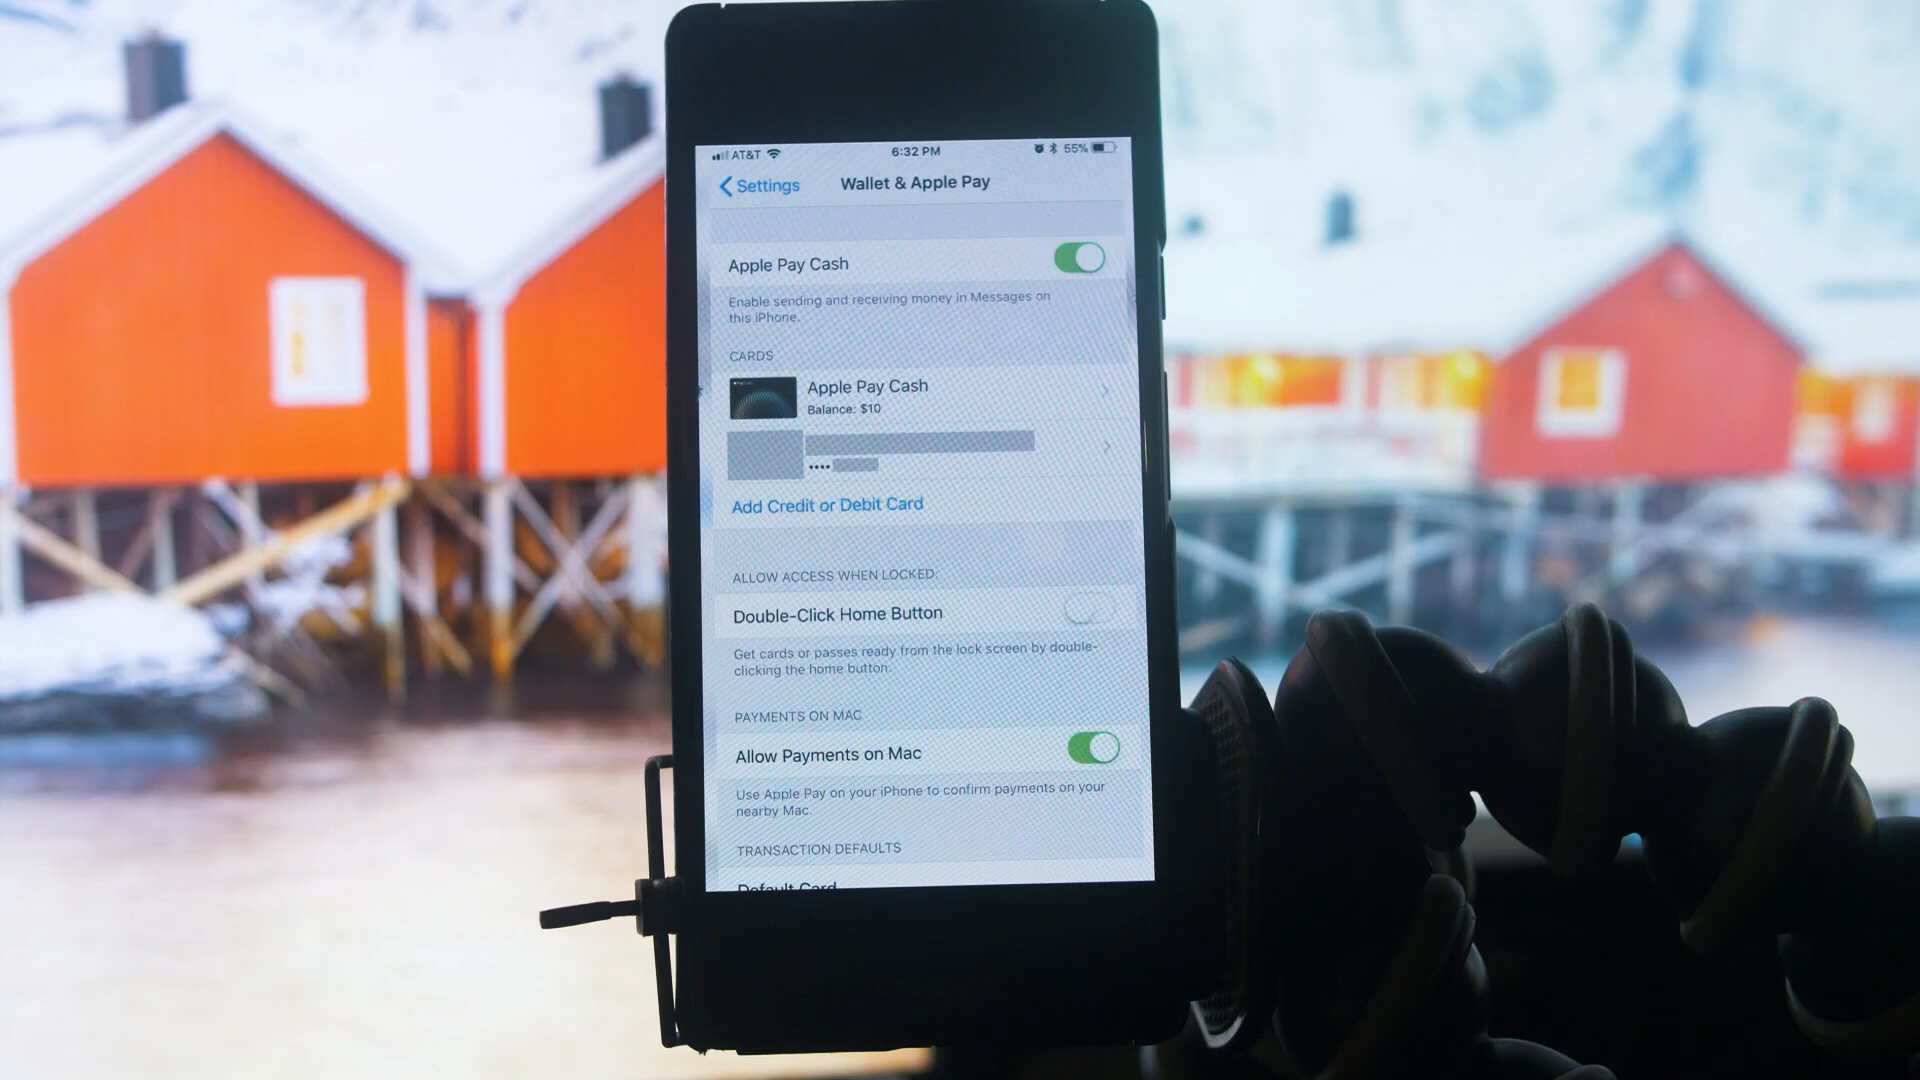 AT&T 6:32 PM 55%
Settings Wallet & Apple Pay
Apple Pay Cash
Enable sending and receiving money in Messages on
this iPhone.
CARDS
Apple Pay Cash
Balance: $10
••••
Add Credit or Debit Card
ALLOW ACCESS WHEN LOCKED:
Double-Click Home Button
Get cards or passes ready from the lock screen by double-
clicking the home button.
PAYMENTS ON MAC
Allow Payments on Mac
Use Apple Pay on your iPhone to confirm payments on your
nearby Mac.
TRANSACTION DEFAULTS
Default Card